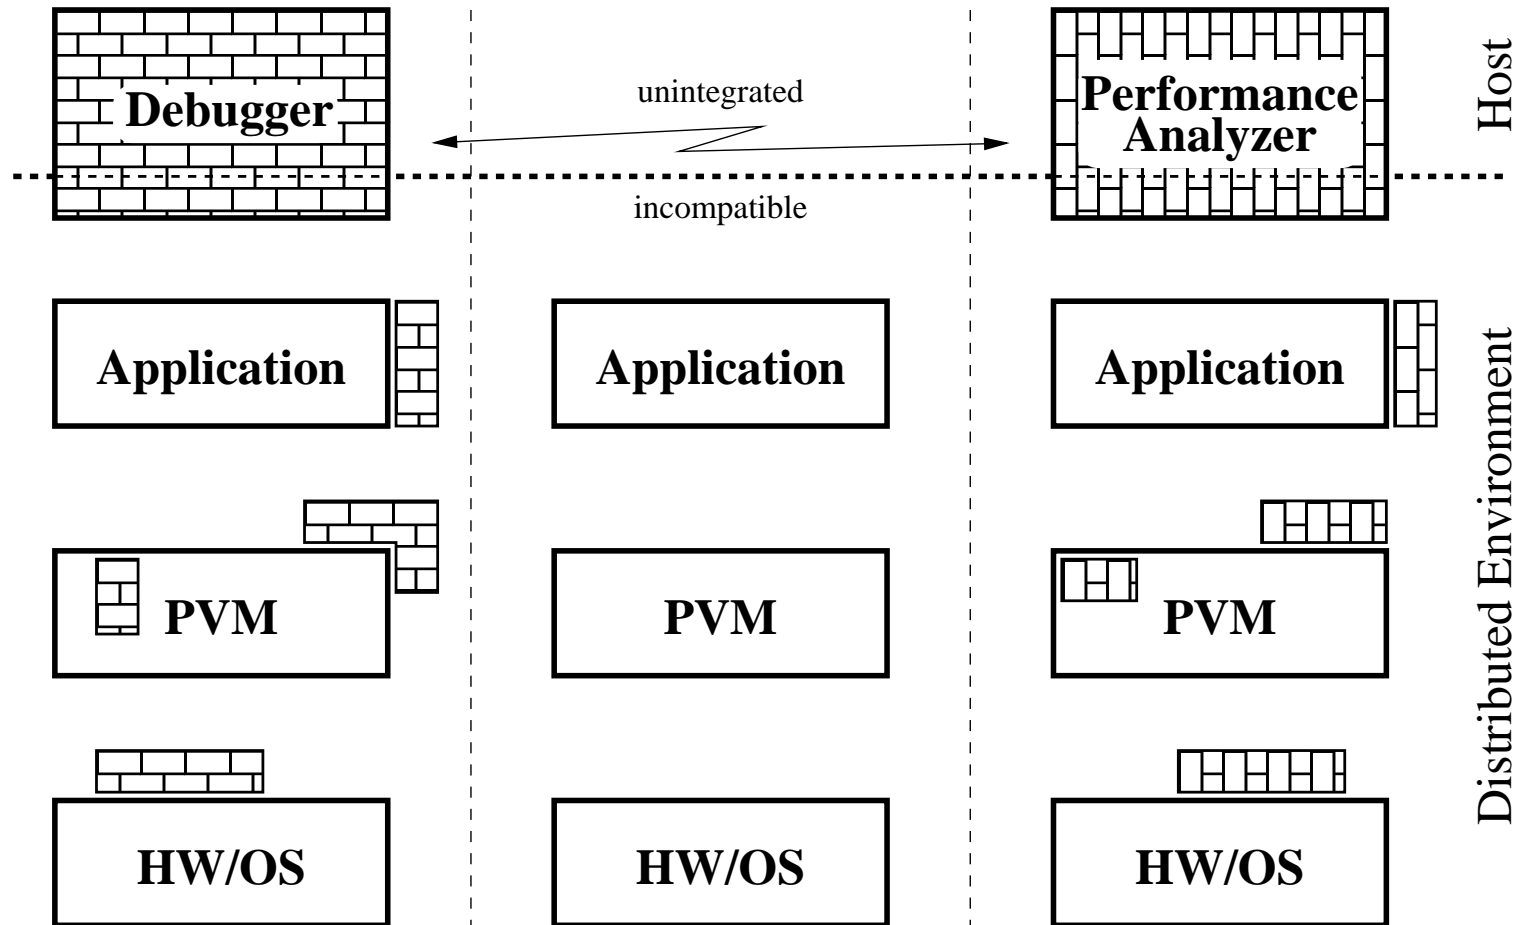 Debugger
unintegrated
Performance
Analyzer
incompatible
Host
Application
Application
Application
PVM
PVM
PVM
HW/OS
HW/OS
HW/OS
Distributed Environment